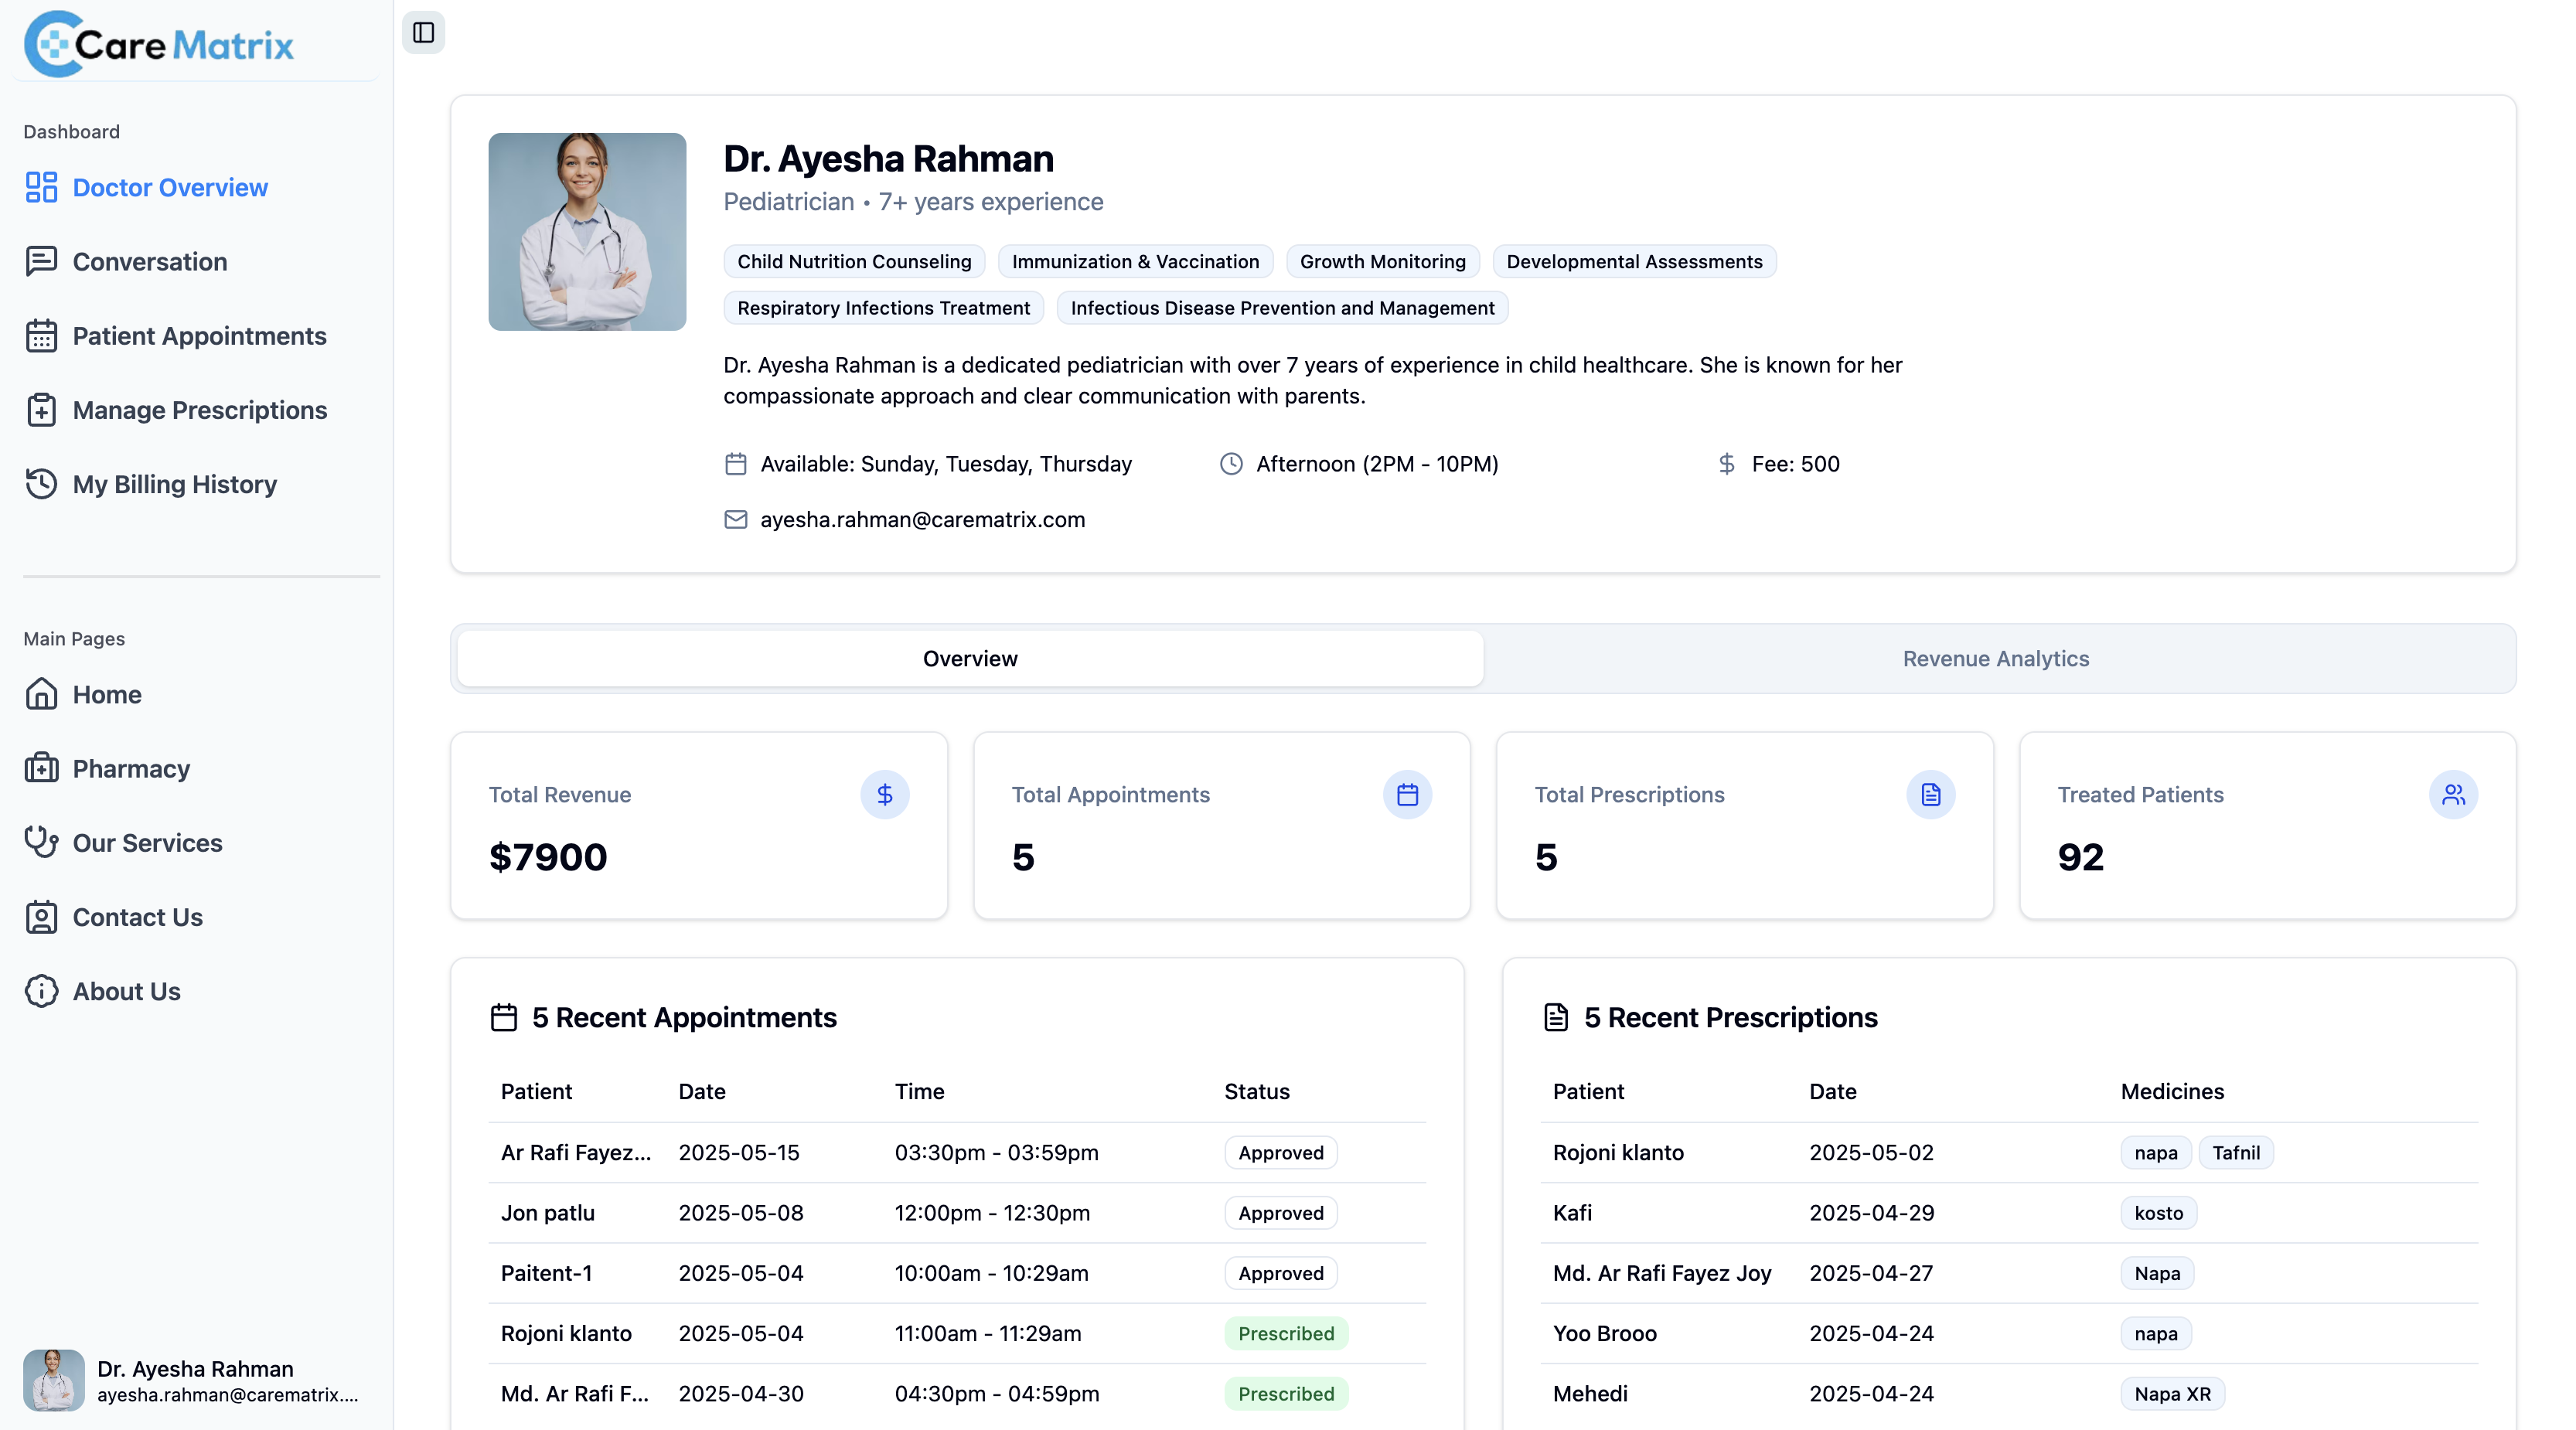 Care Matrix
Dashboard
Doctor Overview
Conversation
Patient Appointments
Manage Prescriptions
My Billing History
Main Pages
Home
Pharmacy
Our Services
Contact Us
About Us
Dr. Ayesha Rahman
ayesha.rahman@carematrix....
Dr. Ayesha Rahman
Pediatrician • 7+ years experience
Child Nutrition Counseling Immunization & Vaccination Growth Monitoring Developmental Assessments
Respiratory Infections Treatment Infectious Disease Prevention and Management
Dr. Ayesha Rahman is a dedicated pediatrician with over 7 years of experience in child healthcare. She is known for her
compassionate approach and clear communication with parents.
Available: Sunday, Tuesday, Thursday Afternoon (2PM - 10PM) $ Fee: 500
ayesha.rahman@carematrix.com
Overview Revenue Analytics
Total Revenue $
$7900
Total Appointments
5
Total Prescriptions
5
Treated Patients
92
5 Recent Appointments
Patient Date Time Status
Ar Rafi Fayez... 2025-05-15 03:30pm - 03:59pm Approved
Jon patlu 2025-05-08 12:00pm - 12:30pm Approved
Paitent-1 2025-05-04 10:00am - 10:29am Approved
Rojoni klanto 2025-05-04 11:00am - 11:29am Prescribed
Md. Ar Rafi F... 2025-04-30 04:30pm - 04:59pm Prescribed
5 Recent Prescriptions
Patient Date Medicines
Rojoni klanto 2025-05-02 napa Tafnil
Kafi 2025-04-29 kosto
Md. Ar Rafi Fayez Joy 2025-04-27 Napa
Yoo Brooo 2025-04-24 napa
Mehedi 2025-04-24 Napa XR